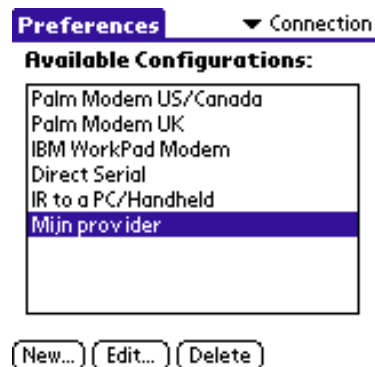 Preferences ▼ Connection
Available Configurations:
Palm Modem US/Canada
Palm Modem UK
IBM WorkPad Modem
Direct Serial
IR to a PC/Handheld
Mijn provider
New... Edit... Delete